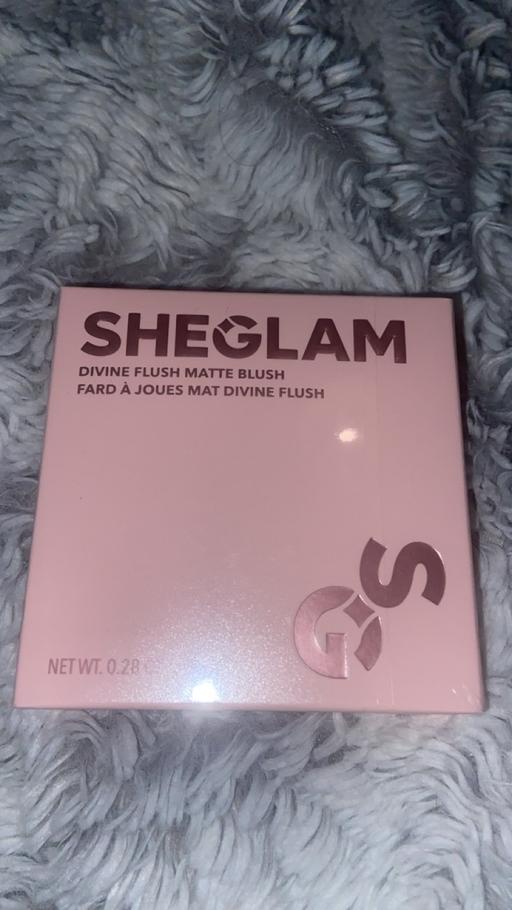 SHEGLAM
DIVINE FLUSH MATTE BLUSH
FARD À JOUES MAT DIVINE FLUSH
GS
NET WT. 0.28